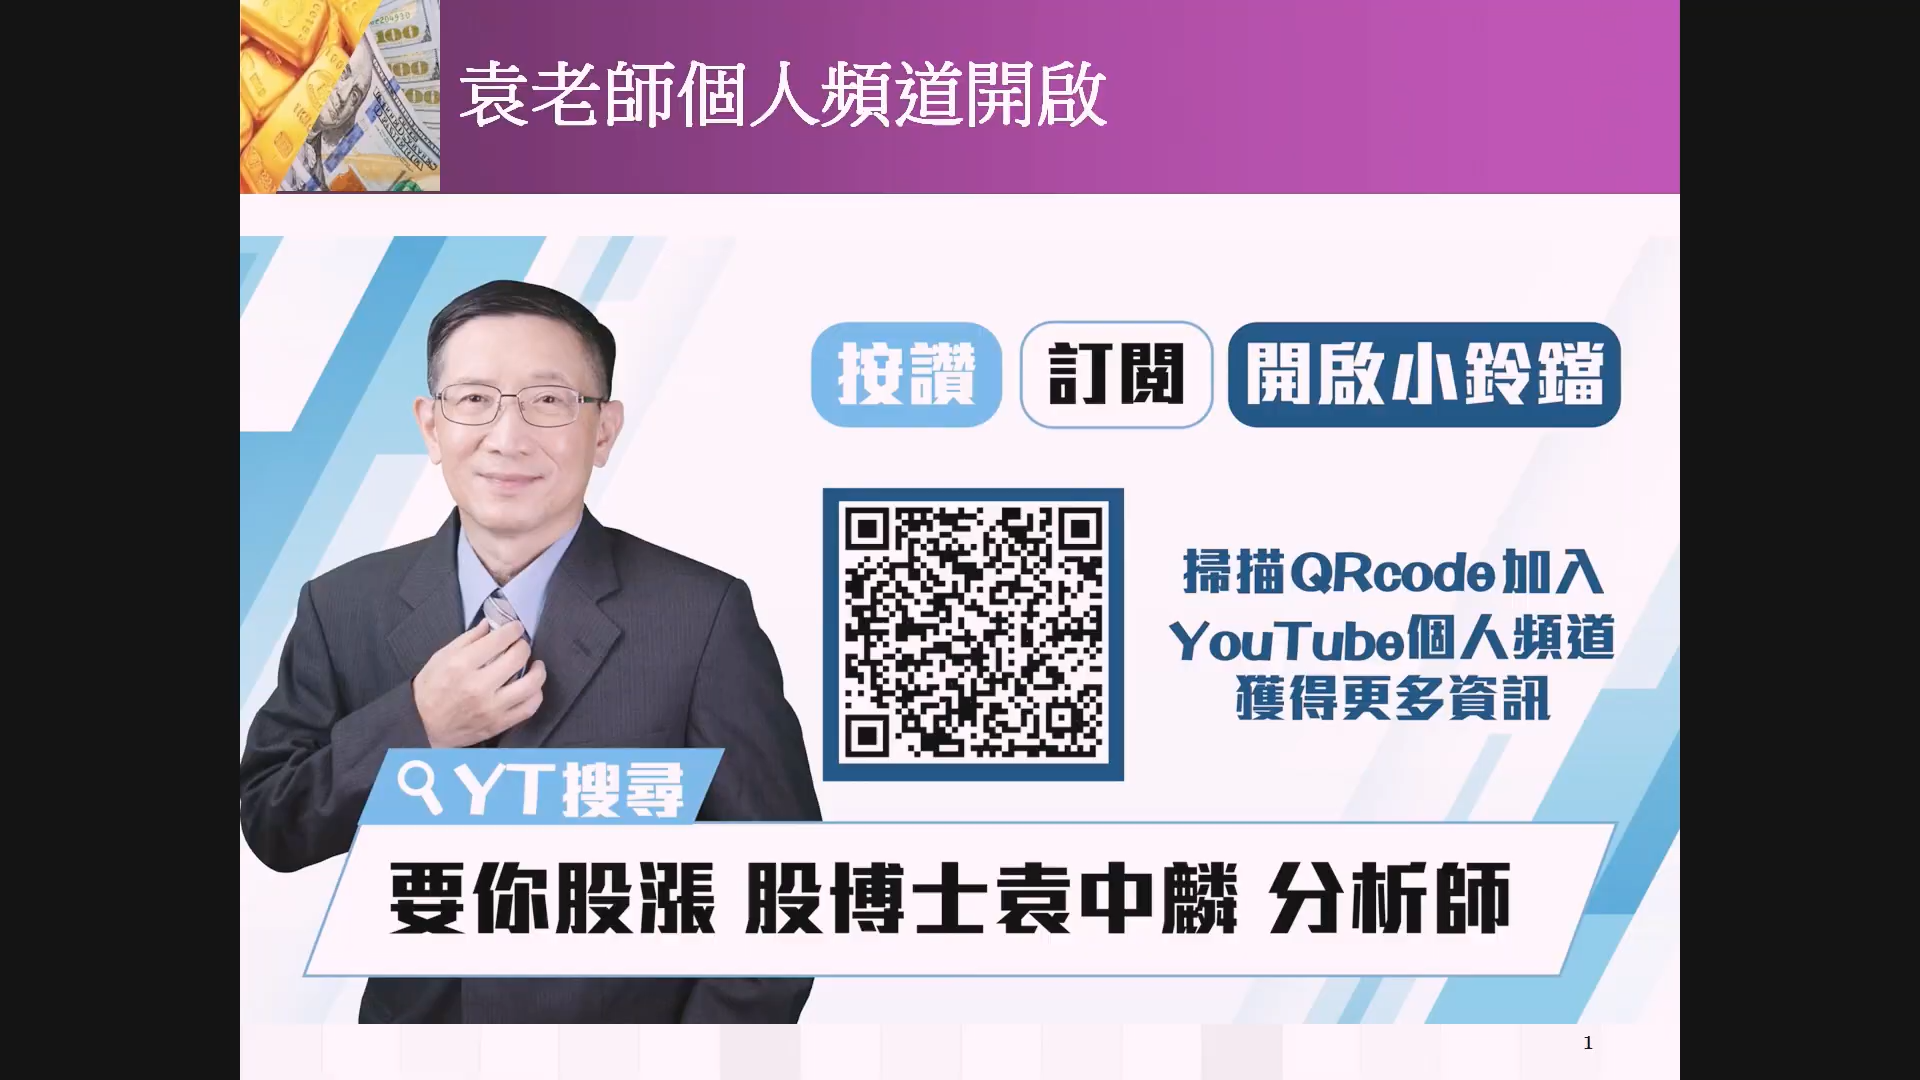 袁老師個人頻道開啟
按讚 訂閱 開啟小鈴鐺
掃描QRcode加入
YouTube個人頻道
獲得更多資訊
YT搜尋
要你股漲 股博士袁中麟 分析師
1